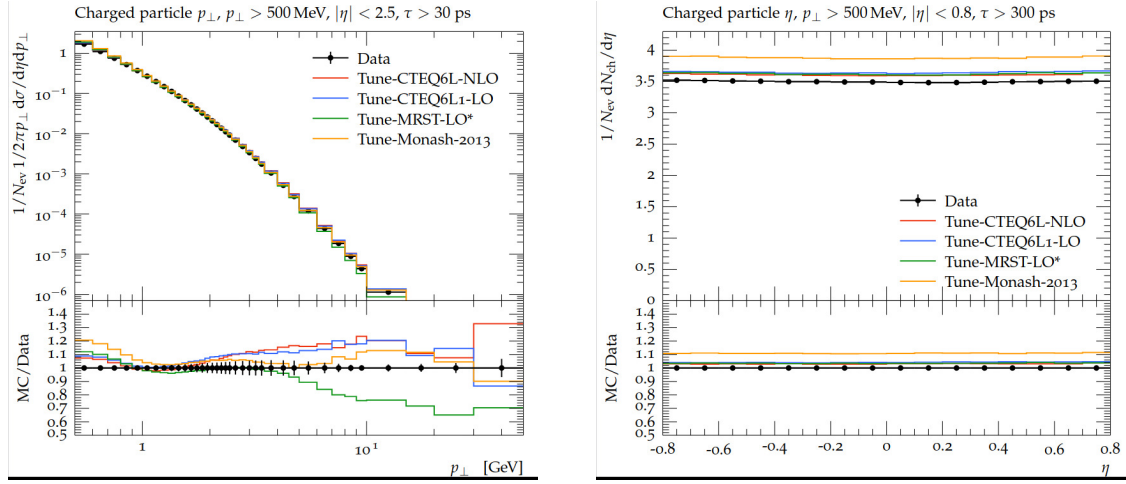 Charged particle p⊥, p⊥ > 500 MeV, |η| < 2.5, τ > 30 ps
1/N_ev 1/2πp⊥ dσ/dηdp⊥
1
10⁻¹
10⁻²
10⁻³
10⁻⁴
10⁻⁵
10⁻⁶
Data
Tune-CTEQ6L-NLO
Tune-CTEQ6L1-LO
Tune-MRST-LO*
Tune-Monash-2013
MC/Data
1.4
1.3
1.2
1.1
1
0.9
0.8
0.7
0.6
0.5
1
10¹
p⊥ [GeV]
Charged particle η, p⊥ > 500 MeV, |η| < 0.8, τ > 300 ps
1/N_ev dN_ch/dη
4
3.5
3
2.5
2
1.5
1
0.5
0
Data
Tune-CTEQ6L-NLO
Tune-CTEQ6L1-LO
Tune-MRST-LO*
Tune-Monash-2013
MC/Data
1.4
1.3
1.2
1.1
1
0.9
0.8
0.7
0.6
0.5
-0.8
-0.6
-0.4
-0.2
0
0.2
0.4
0.6
0.8
η